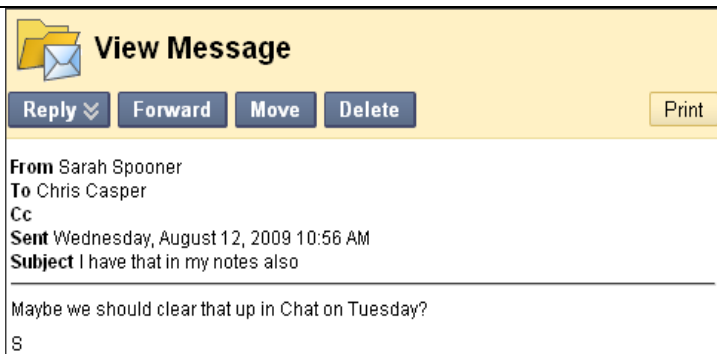 View Message
Reply Forward Move Delete Print
From Sarah Spooner
To Chris Casper
Cc
Sent Wednesday, August 12, 2009 10:56 AM
Subject I have that in my notes also
Maybe we should clear that up in Chat on Tuesday?
S